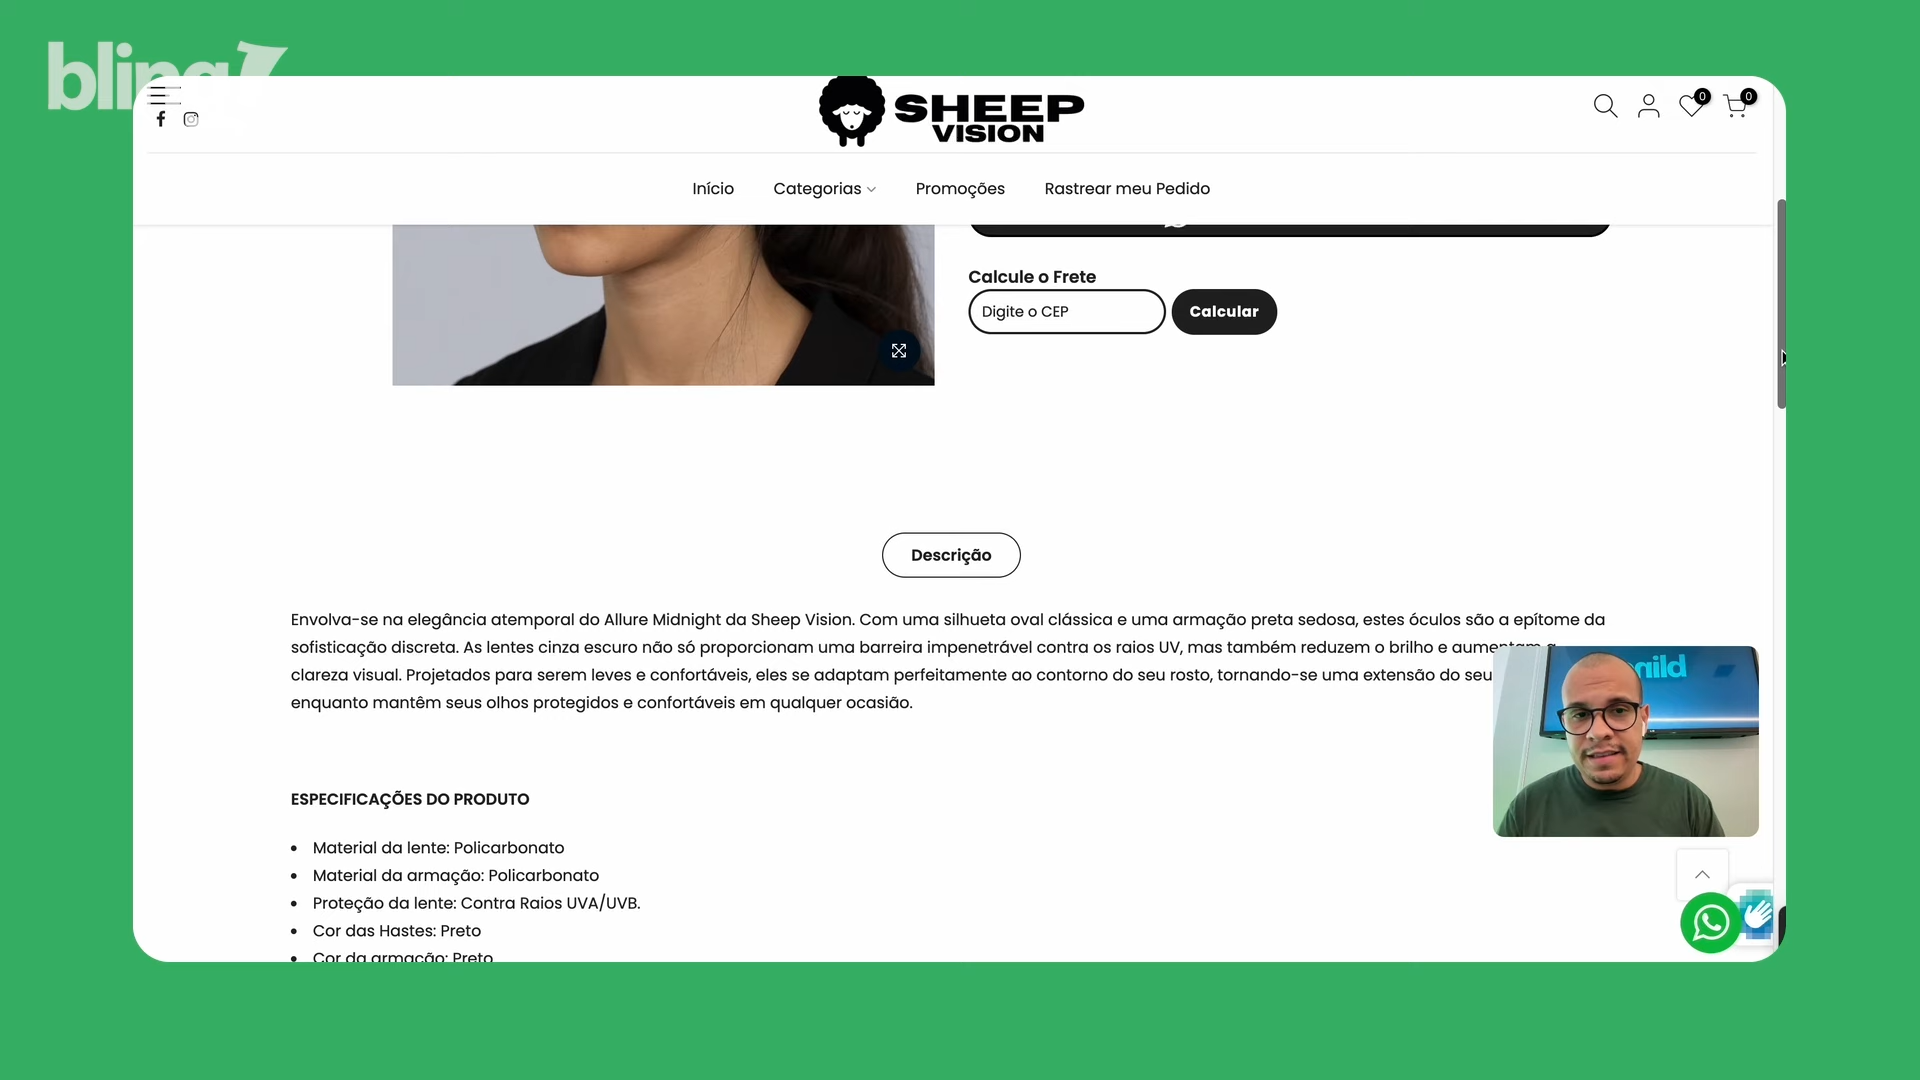 bling
SHEEP
VISION
0
0
Início
Categorias
Promoções
Rastrear meu Pedido
Calcule o Frete
Digite o CEP
Calcular
Descrição
Envolva-se na elegância atemporal do Allure Midnight da Sheep Vision. Com uma silhueta oval clássica e uma armação preta sedosa, estes óculos são a epítome da
sofisticação discreta. As lentes cinza escuro não só proporcionam uma barreira impenetrável contra os raios UV, mas também reduzem o brilho e aumentam a
clareza visual. Projetados para serem leves e confortáveis, eles se adaptam perfeitamente ao contorno do seu rosto, tornando-se uma extensão do seu
enquanto mantêm seus olhos protegidos e confortáveis em qualquer ocasião.
ESPECIFICAÇÕES DO PRODUTO
• Material da lente: Policarbonato
• Material da armação: Policarbonato
• Proteção da lente: Contra Raios UVA/UVB.
• Cor das Hastes: Preto
• Cor da armação: Preto